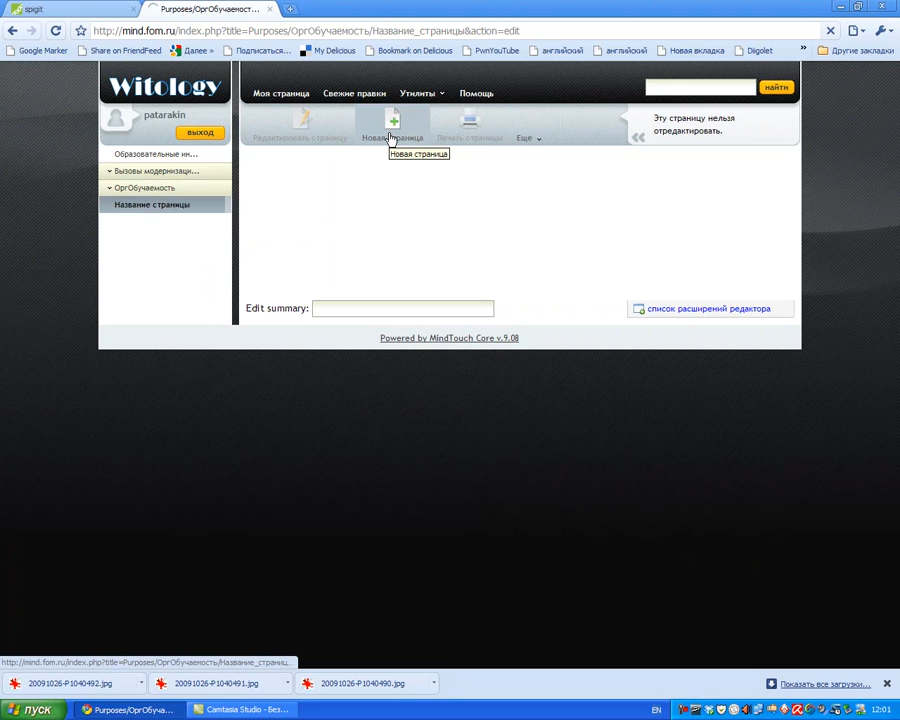 spigit
Purposes/ОргОбучаемост...
http://mind.fom.ru/index.php?title=Purposes/ОргОбучаемость/Название_страницы&action=edit
Google Marker
Share on FriendFeed
Далее »
Подписаться...
My Delicious
Bookmark on Delicious
PwnYouTube
английский
английский
Новая вкладка
Diigolet
»
Другие закладки
Witology
Моя страница
Свежие правки
Утилиты
Помощь
найти
patarakin
выход
Редактировать страницу
Новая страница
Печать страницы
Еще
Эту страницу нельзя
отредактировать.
Новая страница
Образовательные ин...
Вызовы модернизаци...
ОргОбучаемость
Название страницы
Edit summary:
список расширений редактора
Powered by MindTouch Core v.9.08
http://mind.fom.ru/index.php?title=Purposes/ОргОбучаемость/Название_страниц...
20091026-P1040492.jpg
20091026-P1040491.jpg
20091026-P1040490.jpg
Показать все загрузки...
пуск
Purposes/ОргОбуча...
Camtasia Studio - Без...
EN
12:01